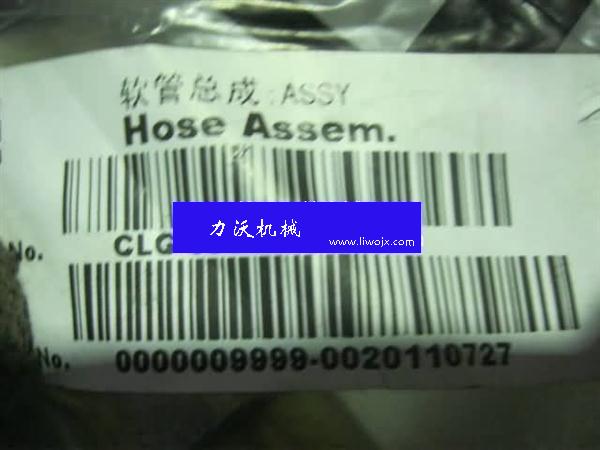 软管总成:ASSY
Hose Assem.
力沃机械
www.liwojx.com
No. CLG
No. 0000009999-0020110727